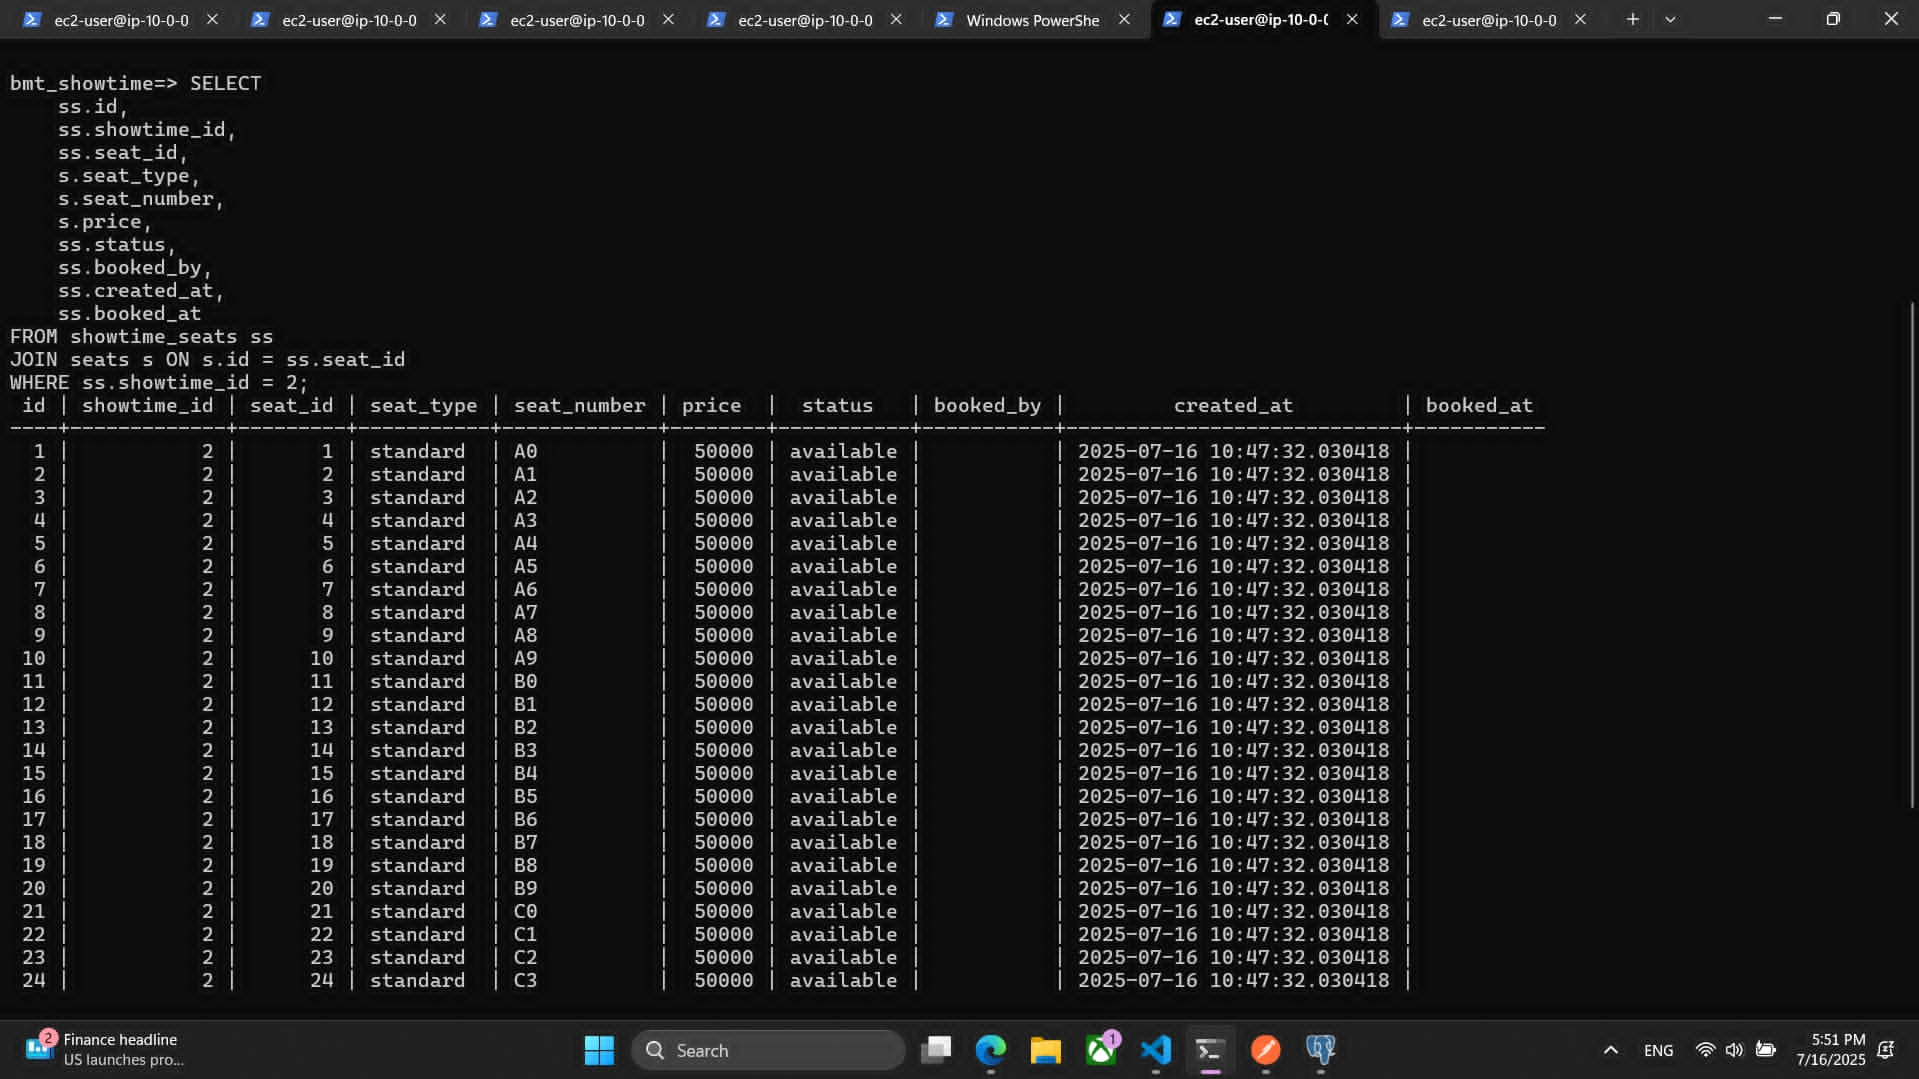 ec2-user@ip-10-0-0
ec2-user@ip-10-0-0
ec2-user@ip-10-0-0
ec2-user@ip-10-0-0
Windows PowerShe
ec2-user@ip-10-0-0
ec2-user@ip-10-0-0
bmt_showtime=> SELECT
    ss.id,
    ss.showtime_id,
    ss.seat_id,
    s.seat_type,
    s.seat_number,
    s.price,
    ss.status,
    ss.booked_by,
    ss.created_at,
    ss.booked_at
FROM showtime_seats ss
JOIN seats s ON s.id = ss.seat_id
WHERE ss.showtime_id = 2;
 id | showtime_id | seat_id | seat_type | seat_number | price  |  status   | booked_by |         created_at         | booked_at
----+-------------+---------+-----------+-------------+--------+-----------+-----------+----------------------------+-----------
  1 |           2 |       1 | standard  | A0          |  50000 | available |           | 2025-07-16 10:47:32.030418 |
  2 |           2 |       2 | standard  | A1          |  50000 | available |           | 2025-07-16 10:47:32.030418 |
  3 |           2 |       3 | standard  | A2          |  50000 | available |           | 2025-07-16 10:47:32.030418 |
  4 |           2 |       4 | standard  | A3          |  50000 | available |           | 2025-07-16 10:47:32.030418 |
  5 |           2 |       5 | standard  | A4          |  50000 | available |           | 2025-07-16 10:47:32.030418 |
  6 |           2 |       6 | standard  | A5          |  50000 | available |           | 2025-07-16 10:47:32.030418 |
  7 |           2 |       7 | standard  | A6          |  50000 | available |           | 2025-07-16 10:47:32.030418 |
  8 |           2 |       8 | standard  | A7          |  50000 | available |           | 2025-07-16 10:47:32.030418 |
  9 |           2 |       9 | standard  | A8          |  50000 | available |           | 2025-07-16 10:47:32.030418 |
 10 |           2 |      10 | standard  | A9          |  50000 | available |           | 2025-07-16 10:47:32.030418 |
 11 |           2 |      11 | standard  | B0          |  50000 | available |           | 2025-07-16 10:47:32.030418 |
 12 |           2 |      12 | standard  | B1          |  50000 | available |           | 2025-07-16 10:47:32.030418 |
 13 |           2 |      13 | standard  | B2          |  50000 | available |           | 2025-07-16 10:47:32.030418 |
 14 |           2 |      14 | standard  | B3          |  50000 | available |           | 2025-07-16 10:47:32.030418 |
 15 |           2 |      15 | standard  | B4          |  50000 | available |           | 2025-07-16 10:47:32.030418 |
 16 |           2 |      16 | standard  | B5          |  50000 | available |           | 2025-07-16 10:47:32.030418 |
 17 |           2 |      17 | standard  | B6          |  50000 | available |           | 2025-07-16 10:47:32.030418 |
 18 |           2 |      18 | standard  | B7          |  50000 | available |           | 2025-07-16 10:47:32.030418 |
 19 |           2 |      19 | standard  | B8          |  50000 | available |           | 2025-07-16 10:47:32.030418 |
 20 |           2 |      20 | standard  | B9          |  50000 | available |           | 2025-07-16 10:47:32.030418 |
 21 |           2 |      21 | standard  | C0          |  50000 | available |           | 2025-07-16 10:47:32.030418 |
 22 |           2 |      22 | standard  | C1          |  50000 | available |           | 2025-07-16 10:47:32.030418 |
 23 |           2 |      23 | standard  | C2          |  50000 | available |           | 2025-07-16 10:47:32.030418 |
 24 |           2 |      24 | standard  | C3          |  50000 | available |           | 2025-07-16 10:47:32.030418 |
2
Finance headline
US launches pro...
Search
1
ENG
5:51 PM
7/16/2025